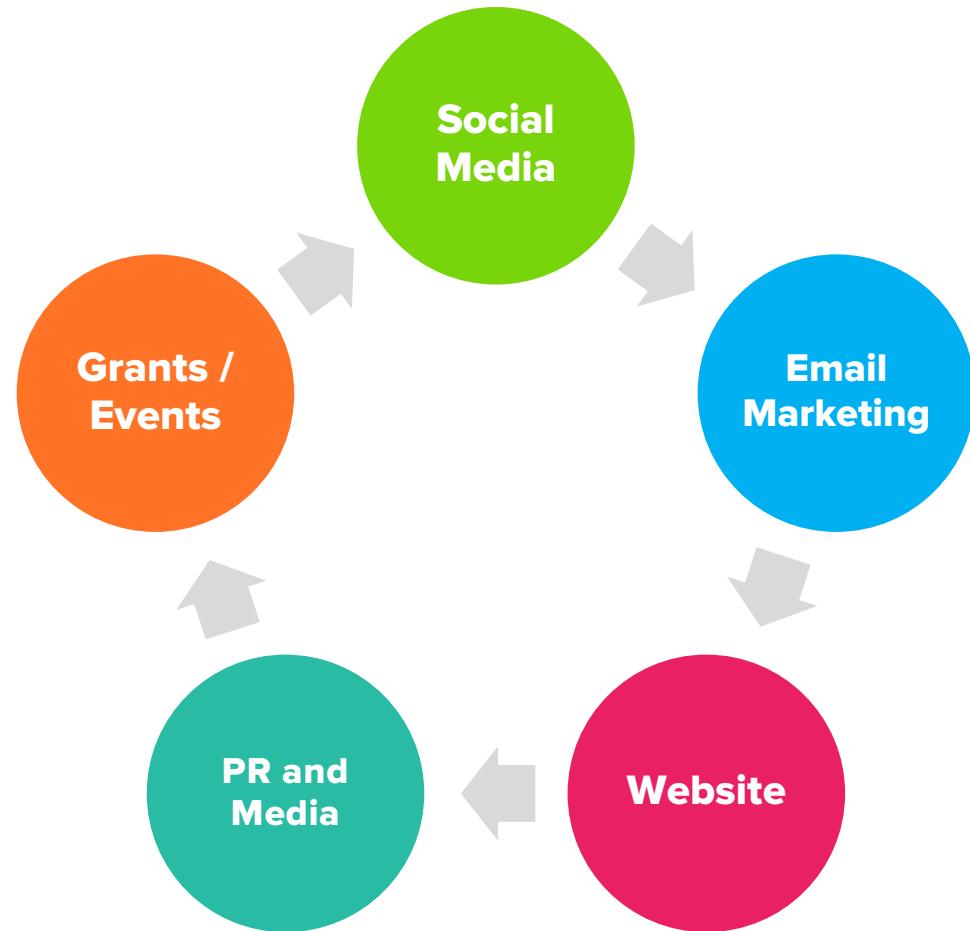 Social
Media
Email
Marketing
Website
PR and
Media
Grants /
Events